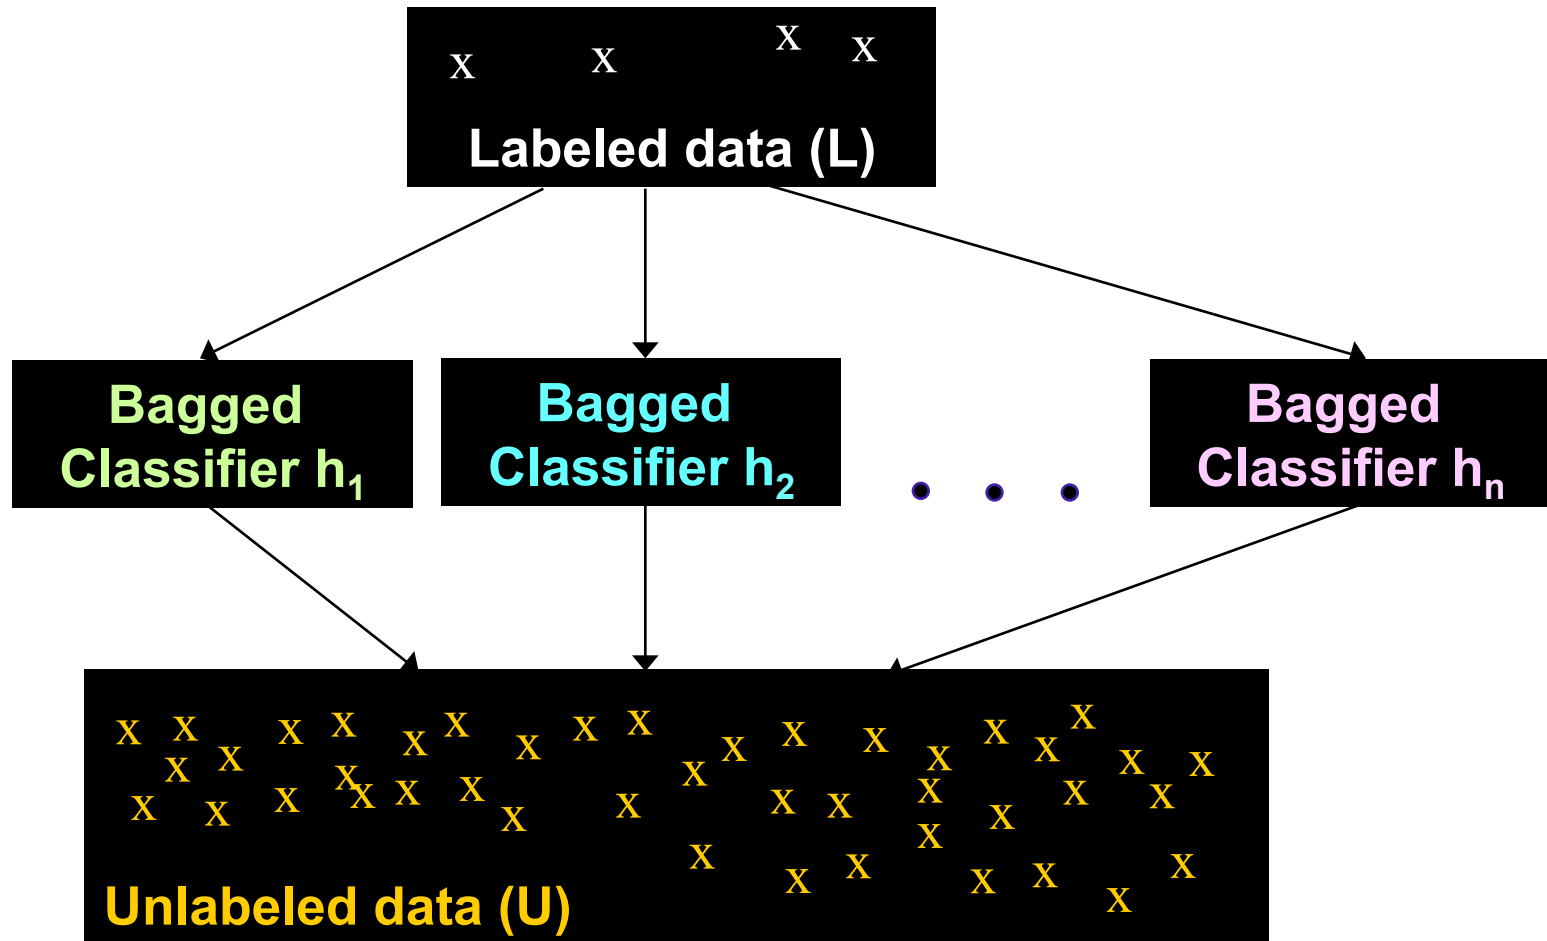 x x x x
Labeled data (L)
Bagged
Classifier h₁
Bagged
Classifier h₂
. . .
Bagged
Classifier hₙ
x x x x x x x x x x x x x x x x x x x x x x x x x x x x x x x x x x x x x x x x x x x x x x x
Unlabeled data (U)